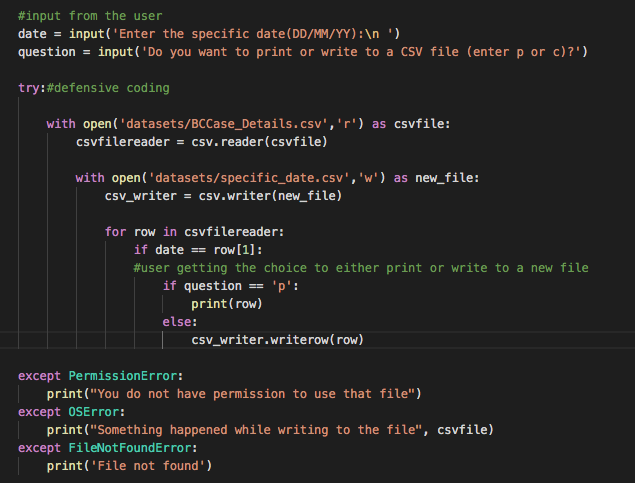 #input from the user
date = input('Enter the specific date(DD/MM/YY):\n ')
question = input('Do you want to print or write to a CSV file (enter p or c)?')
try:#defensive coding
with open('datasets/BCCase_Details.csv','r') as csvfile:
csvfilereader = csv.reader(csvfile)
with open('datasets/specific_date.csv','w') as new_file:
csv_writer = csv.writer(new_file)
for row in csvfilereader:
if date == row[1]:
#user getting the choice to either print or write to a new file
if question == 'p':
print(row)
else:
csv_writer.writerow(row)
except PermissionError:
print("You do not have permission to use that file")
except OSError:
print("Something happened while writing to the file", csvfile)
except FileNotFoundError:
print('File not found')